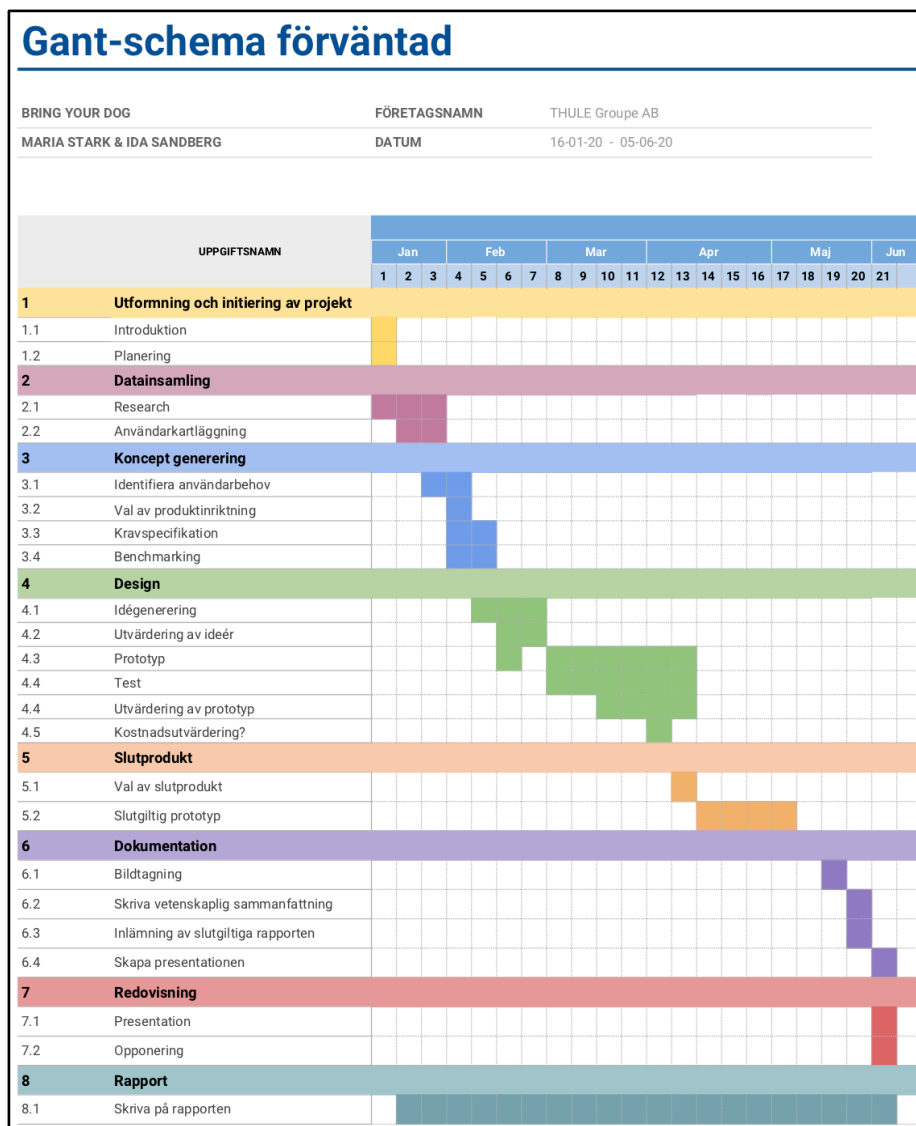 Gant-schema förväntad
BRING YOUR DOG FÖRETAGSNAMN THULE Groupe AB
MARIA STARK & IDA SANDBERG DATUM 16-01-20 - 05-06-20
UPPGIFTSNAMN
Jan Feb Mar Apr Maj Jun
1 2 3 4 5 6 7 8 9 10 11 12 13 14 15 16 17 18 19 20 21
1 Utformning och initiering av projekt
1.1 Introduktion
1.2 Planering
2 Datainsamling
2.1 Research
2.2 Användarkartläggning
3 Koncept generering
3.1 Identifiera användarbehov
3.2 Val av produktinriktning
3.3 Kravspecifikation
3.4 Benchmarking
4 Design
4.1 Idégenerering
4.2 Utvärdering av ideér
4.3 Prototyp
4.4 Test
4.4 Utvärdering av prototyp
4.5 Kostnadsutvärdering?
5 Slutprodukt
5.1 Val av slutprodukt
5.2 Slutgiltig prototyp
6 Dokumentation
6.1 Bildtagning
6.2 Skriva vetenskaplig sammanfattning
6.3 Inlämning av slutgiltiga rapporten
6.4 Skapa presentationen
7 Redovisning
7.1 Presentation
7.2 Opponering
8 Rapport
8.1 Skriva på rapporten